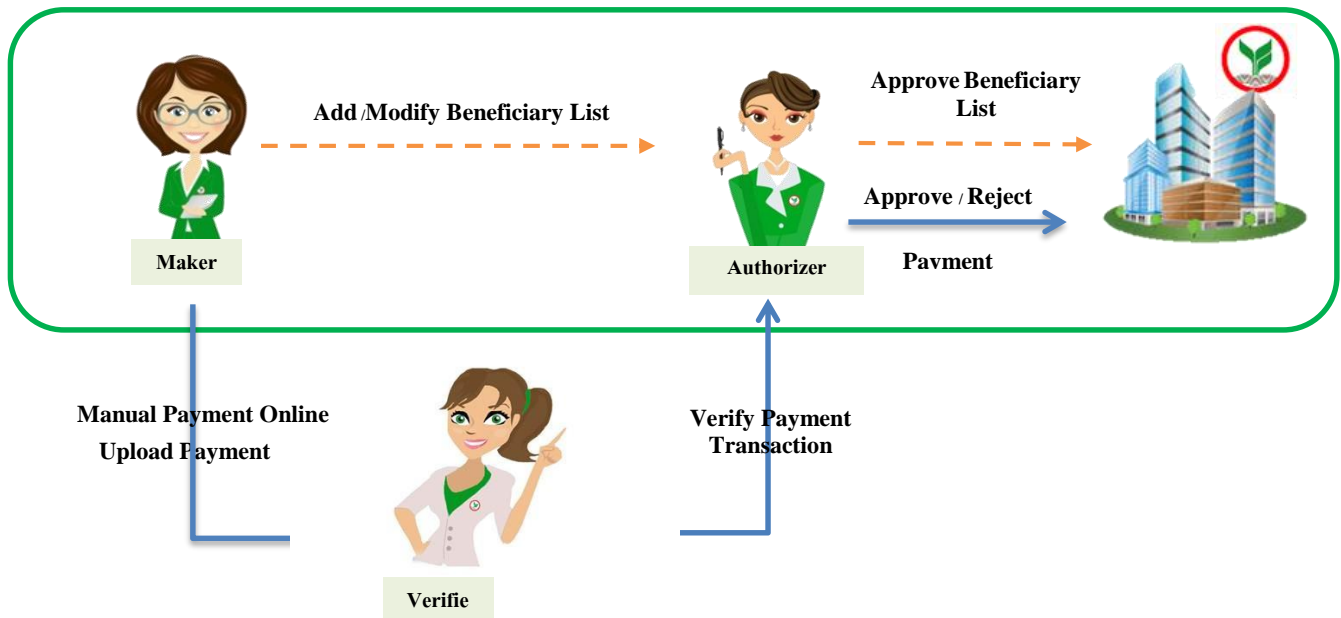 Add /Modify Beneficiary List
Approve Beneficiary
List
Approve / Reject
Pavment
Maker
Authorizer
Manual Payment Online
Upload Payment
Verify Payment
Transaction
Verifie